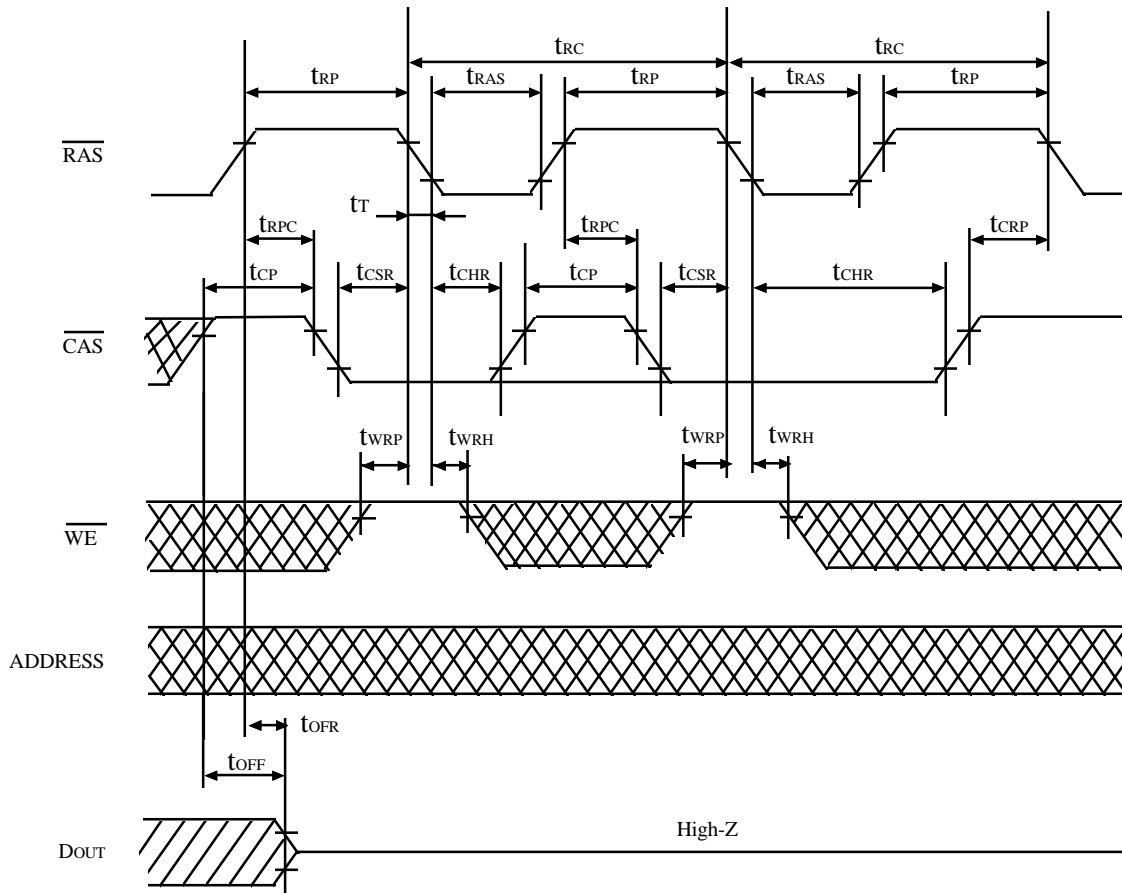 tRC tRC
tRP tRAS tRP tRAS tRP
RAS
tT
tRPC tRPC tCRP
tCP tCSR tCHR tCP tCSR tCHR
CAS
tWRP tWRH tWRP tWRH
WE
ADDRESS
tOFR
tOFF
High-Z
DOUT